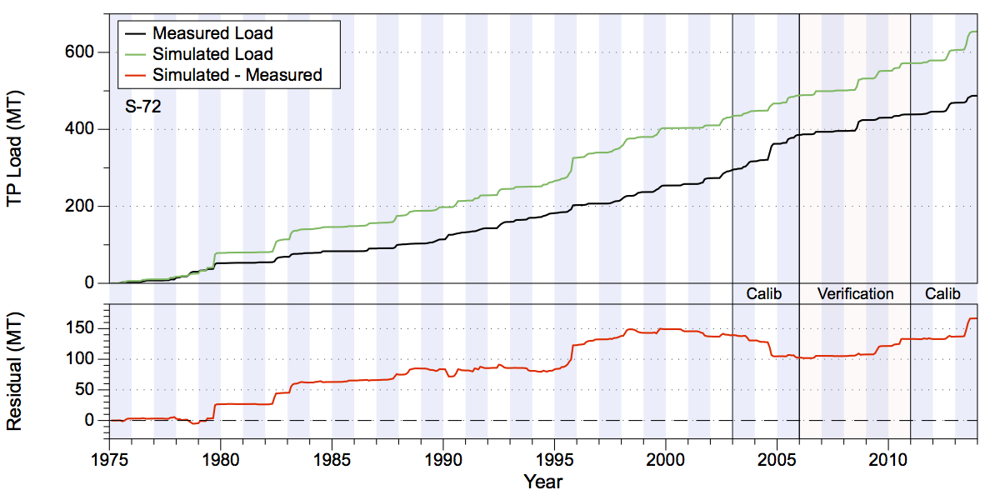 Measured Load
Simulated Load
Simulated - Measured
S-72
TP Load (MT)
600
400
200
0
Calib Verification Calib
Residual (MT)
150
100
50
0
1975 1980 1985 1990 1995 2000 2005 2010
Year